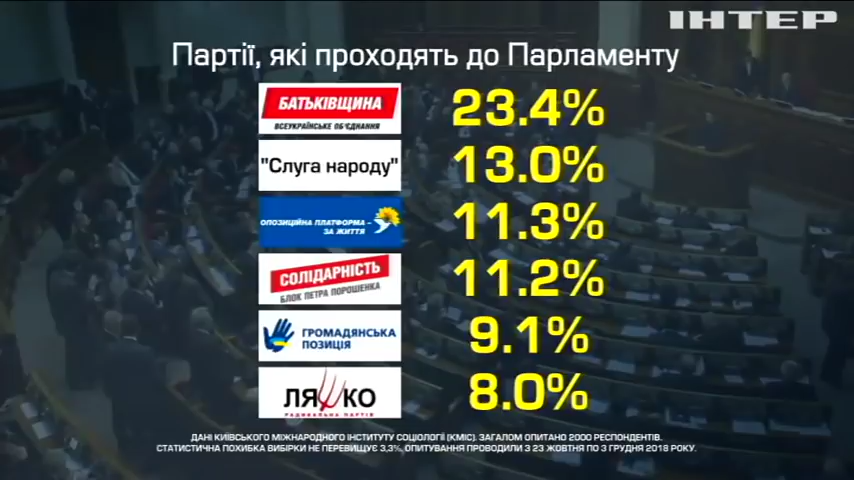 ІНТЕР
Партії, які проходять до Парламенту
БАТЬКІВЩИНА
ВСЕУКРАЇНСЬКЕ ОБ'ЄДНАННЯ
23.4%
"Слуга народу"
13.0%
ОПОЗИЦІЙНА ПЛАТФОРМА –
ЗА ЖИТТЯ
11.3%
СОЛІДАРНІСТЬ
БЛОК ПЕТРА ПОРОШЕНКА
11.2%
ГРОМАДЯНСЬКА
ПОЗИЦІЯ
9.1%
ЛЯШКО
РАДИКАЛЬНА ПАРТІЯ
8.0%
ДАНІ КИЇВСЬКОГО МІЖНАРОДНОГО ІНСТИТУТУ СОЦІОЛОГІЇ (КМІС). ЗАГАЛОМ ОПИТАНО 2000 РЕСПОНДЕНТІВ.
СТАТИСТИЧНА ПОХИБКА ВИБІРКИ НЕ ПЕРЕВИЩУЄ 3,3%. ОПИТУВАННЯ ПРОВОДИЛИ З 23 ЖОВТНЯ ПО 3 ГРУДНЯ 2018 РОКУ.